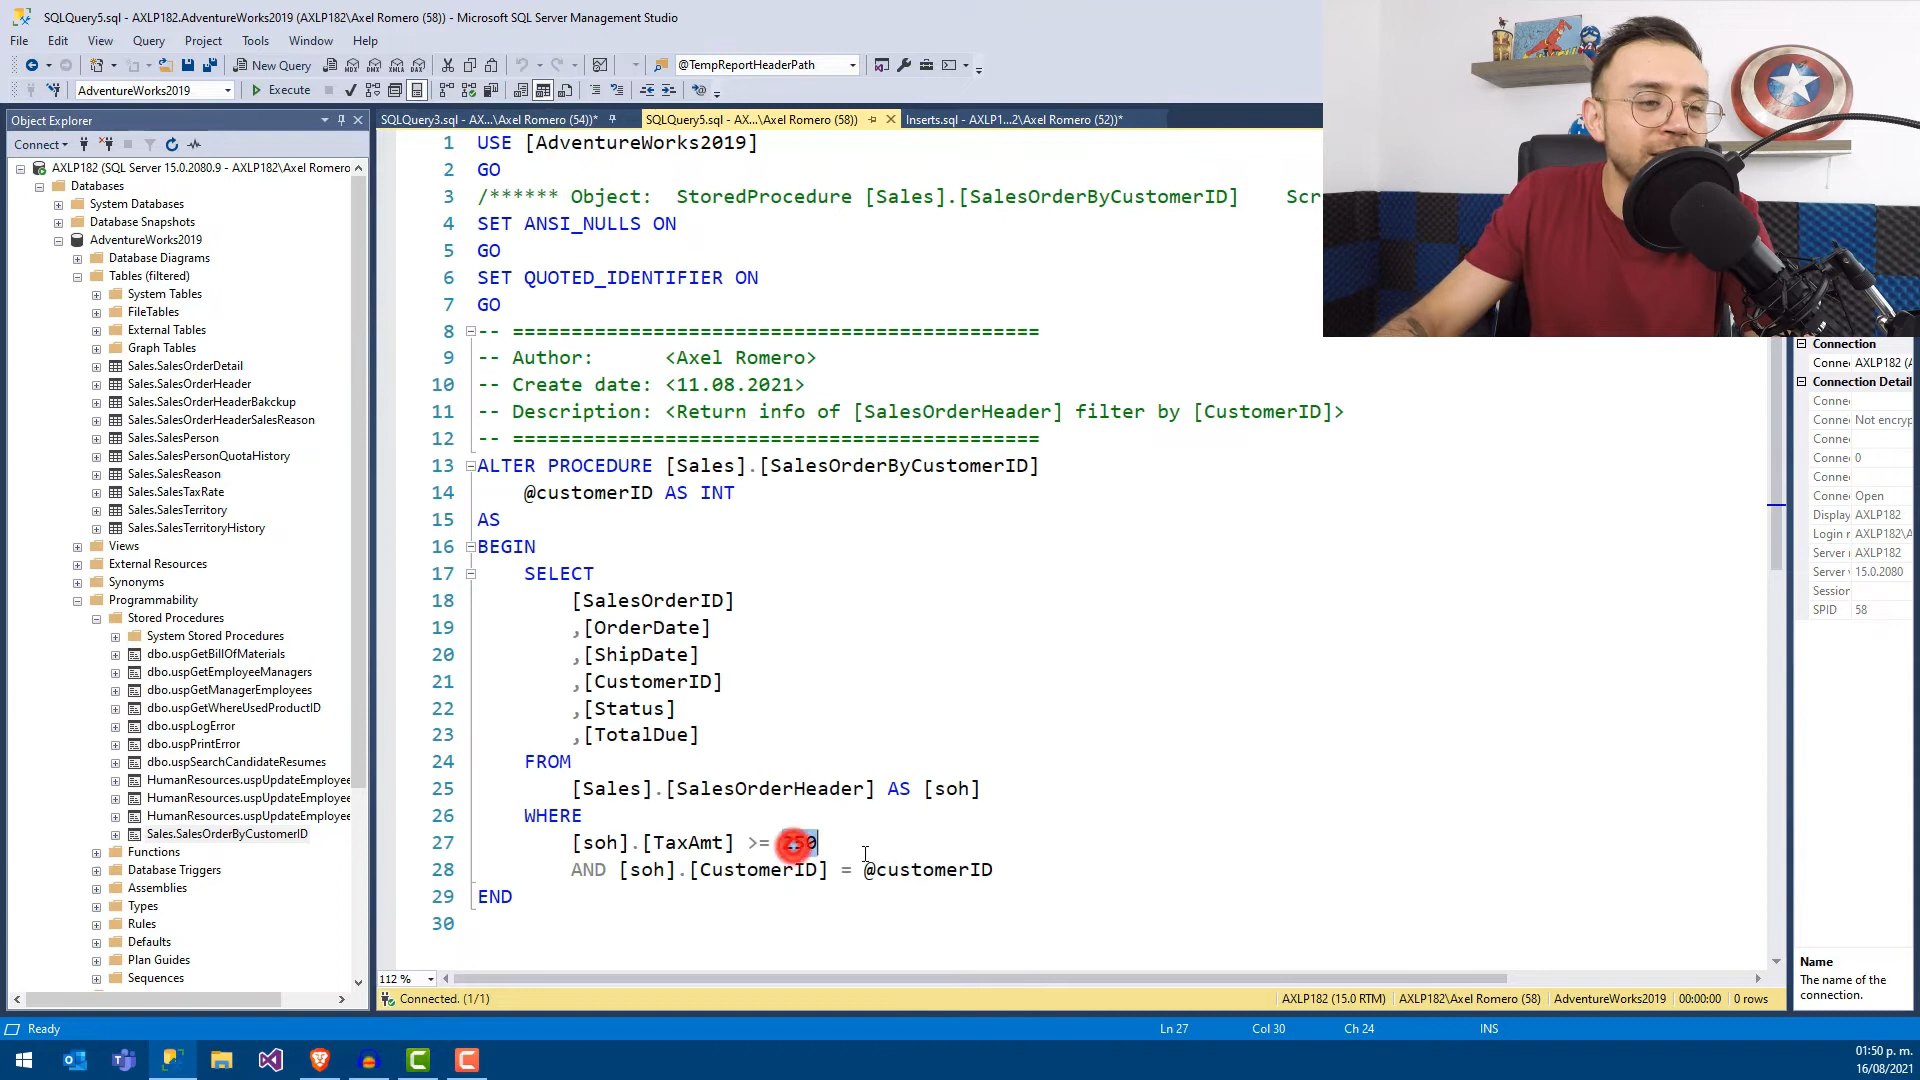 SQLQuery5.sql - AXLP182.AdventureWorks2019 (AXLP182\Axel Romero (58)) - Microsoft SQL Server Management Studio
File Edit View Query Project Tools Window Help
New Query @TempReportHeaderPath
AdventureWorks2019 Execute
Object Explorer
Connect
AXLP182 (SQL Server 15.0.2080.9 - AXLP182\Axel Romero
Databases
System Databases
Database Snapshots
AdventureWorks2019
Database Diagrams
Tables (filtered)
System Tables
FileTables
External Tables
Graph Tables
Sales.SalesOrderDetail
Sales.SalesOrderHeader
Sales.SalesOrderHeaderBakckup
Sales.SalesOrderHeaderSalesReason
Sales.SalesPerson
Sales.SalesPersonQuotaHistory
Sales.SalesReason
Sales.SalesTaxRate
Sales.SalesTerritory
Sales.SalesTerritoryHistory
Views
External Resources
Synonyms
Programmability
Stored Procedures
System Stored Procedures
dbo.uspGetBillOfMaterials
dbo.uspGetEmployeeManagers
dbo.uspGetManagerEmployees
dbo.uspGetWhereUsedProductID
dbo.uspLogError
dbo.uspPrintError
dbo.uspSearchCandidateResumes
HumanResources.uspUpdateEmployee
HumanResources.uspUpdateEmployee
HumanResources.uspUpdateEmployee
Sales.SalesOrderByCustomerID
Functions
Database Triggers
Assemblies
Types
Rules
Defaults
Plan Guides
Sequences
SQLQuery3.sql - AX...\Axel Romero (54))* SQLQuery5.sql - AX...\Axel Romero (58)) Inserts.sql - AXLP1...2\Axel Romero (52))*
1 USE [AdventureWorks2019]
2 GO
3 /****** Object: StoredProcedure [Sales].[SalesOrderByCustomerID] Scr
4 SET ANSI_NULLS ON
5 GO
6 SET QUOTED_IDENTIFIER ON
7 GO
8 -- =============================================
9 -- Author: <Axel Romero>
10 -- Create date: <11.08.2021>
11 -- Description: <Return info of [SalesOrderHeader] filter by [CustomerID]>
12 -- =============================================
13 ALTER PROCEDURE [Sales].[SalesOrderByCustomerID]
14 @customerID AS INT
15 AS
16 BEGIN
17 SELECT
18 [SalesOrderID]
19 ,[OrderDate]
20 ,[ShipDate]
21 ,[CustomerID]
22 ,[Status]
23 ,[TotalDue]
24 FROM
25 [Sales].[SalesOrderHeader] AS [soh]
26 WHERE
27 [soh].[TaxAmt] >= 250
28 AND [soh].[CustomerID] = @customerID
29 END
30
112 %
Connected. (1/1) AXLP182 (15.0 RTM) AXLP182\Axel Romero (58) AdventureWorks2019 00:00:00 0 rows
Connection
Conne AXLP182 (A
Connection Detail
Conne
Conne Not encryp
Conne
Conne 0
Conne
Conne Open
Display AXLP182
Login r AXLP182\A
Server r AXLP182
Server v 15.0.2080
Session
SPID 58
Name
The name of the
connection.
Ready Ln 27 Col 30 Ch 24 INS
01:50 p. m.
16/08/2021